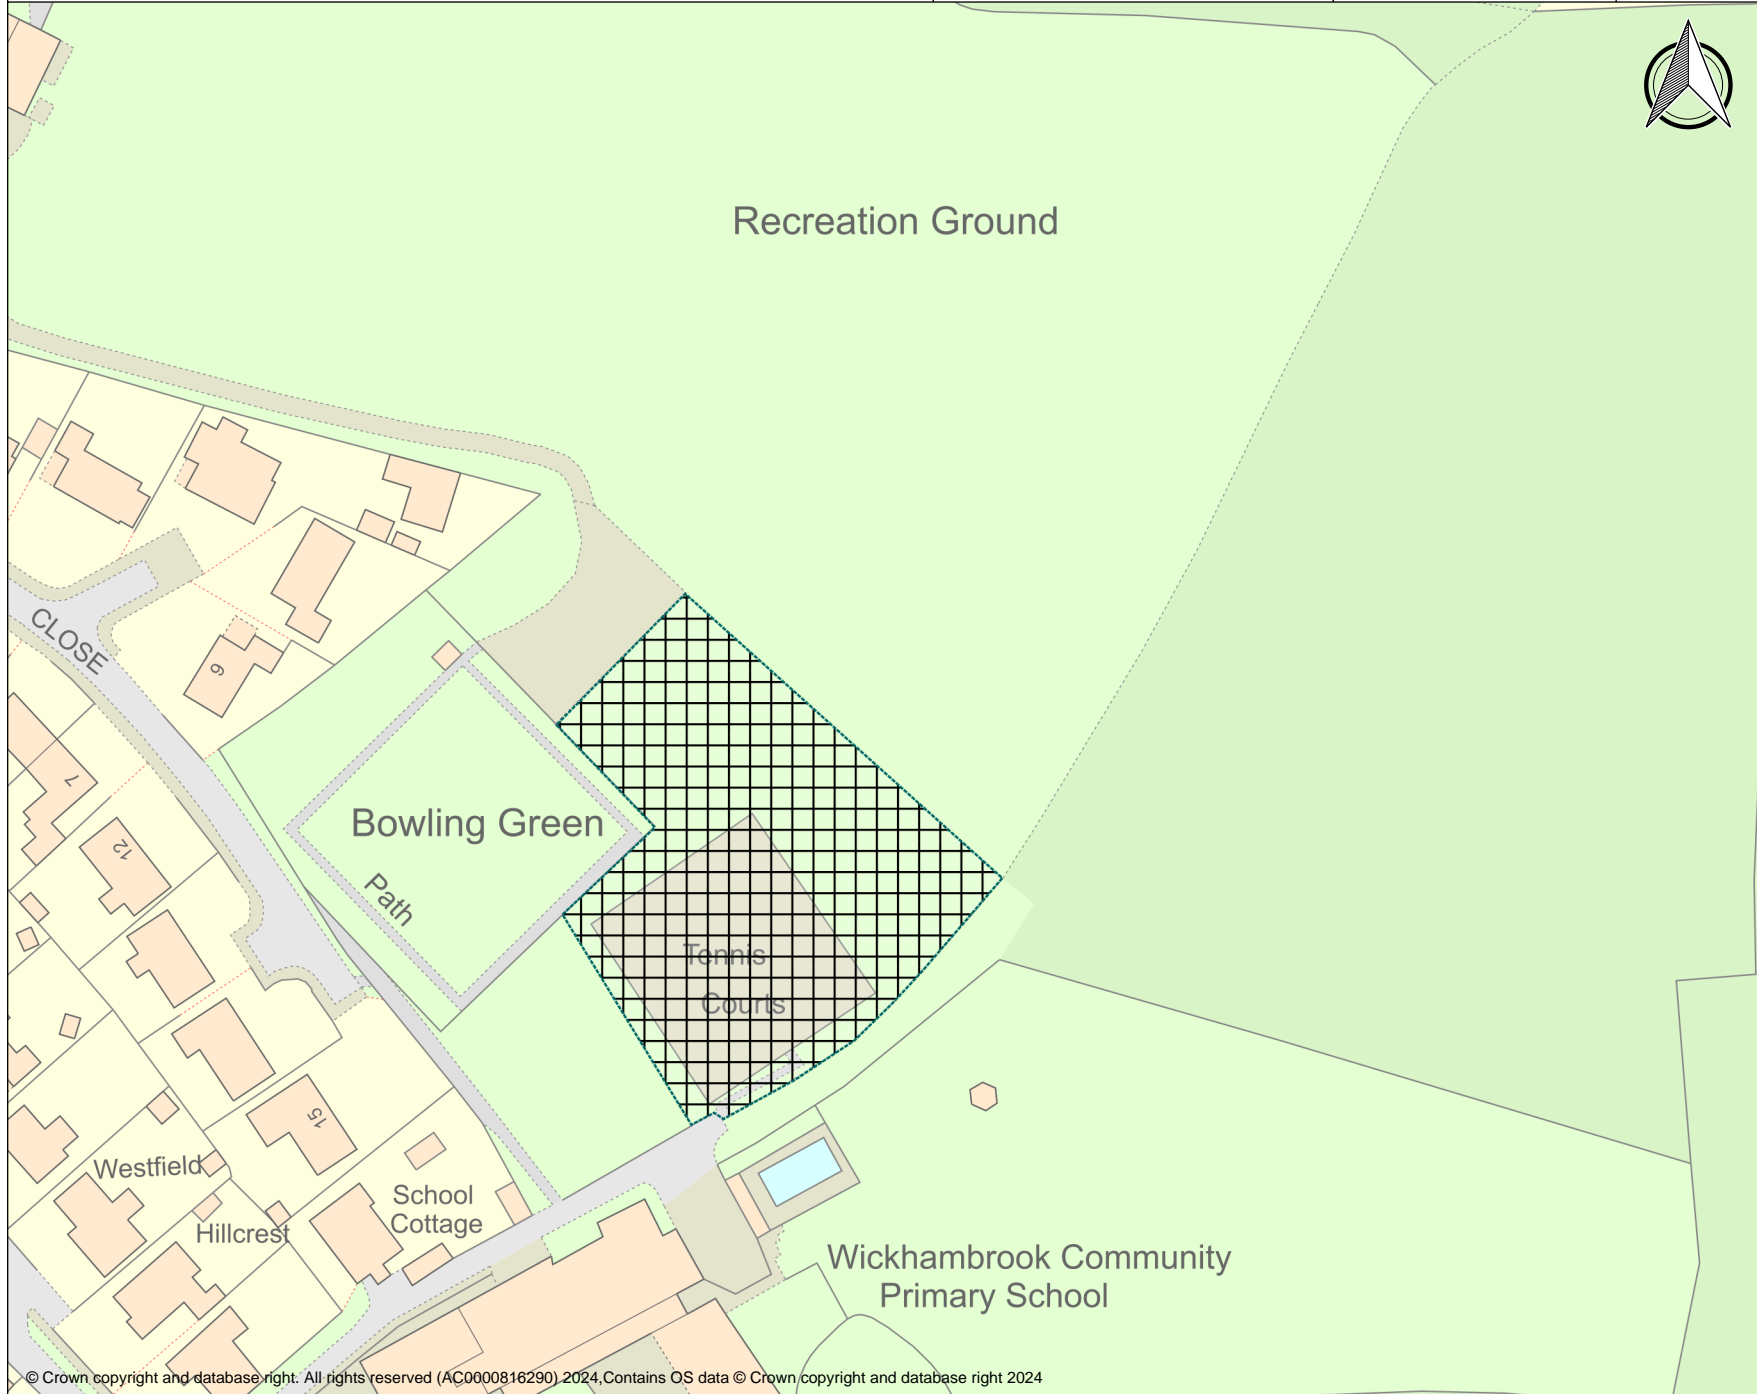 Recreation Ground
CLOSE
6
7
Bowling Green
12
Path
Tennis
Courts
15
Westfield
School
Cottage
Hillcrest
Wickhambrook Community
Primary School
© Crown copyright and database right. All rights reserved (AC0000816290) 2024,Contains OS data © Crown copyright and database right 2024